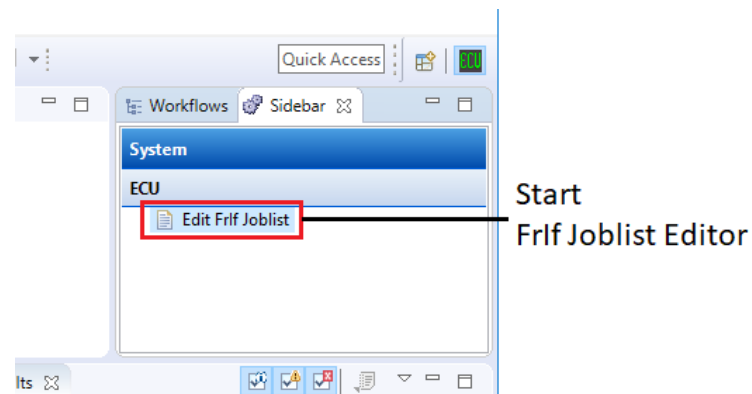 Quick Access
ECU
Workflows
Sidebar
System
ECU
Edit FrIf Joblist
Start
FrIf Joblist Editor
lts